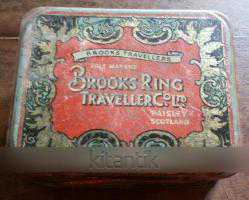 BROOKS TRAVELLERS
SOLE MAKERS
BROOKS RING
TRAVELLER Co LTD
PAISLEY
SCOTLAND
kitantik